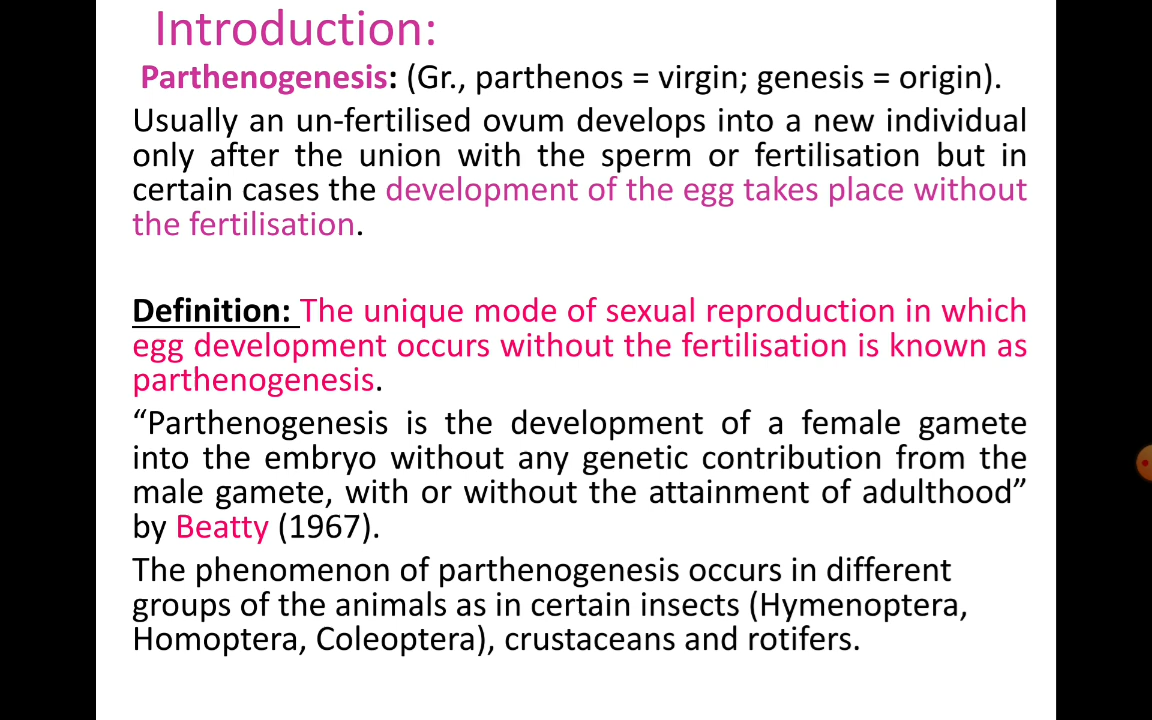 Introduction:
Parthenogenesis: (Gr., parthenos = virgin; genesis = origin).
Usually an un-fertilised ovum develops into a new individual
only after the union with the sperm or fertilisation but in
certain cases the development of the egg takes place without
the fertilisation.
Definition: The unique mode of sexual reproduction in which
egg development occurs without the fertilisation is known as
parthenogenesis.
“Parthenogenesis is the development of a female gamete
into the embryo without any genetic contribution from the
male gamete, with or without the attainment of adulthood”
by Beatty (1967).
The phenomenon of parthenogenesis occurs in different
groups of the animals as in certain insects (Hymenoptera,
Homoptera, Coleoptera), crustaceans and rotifers.